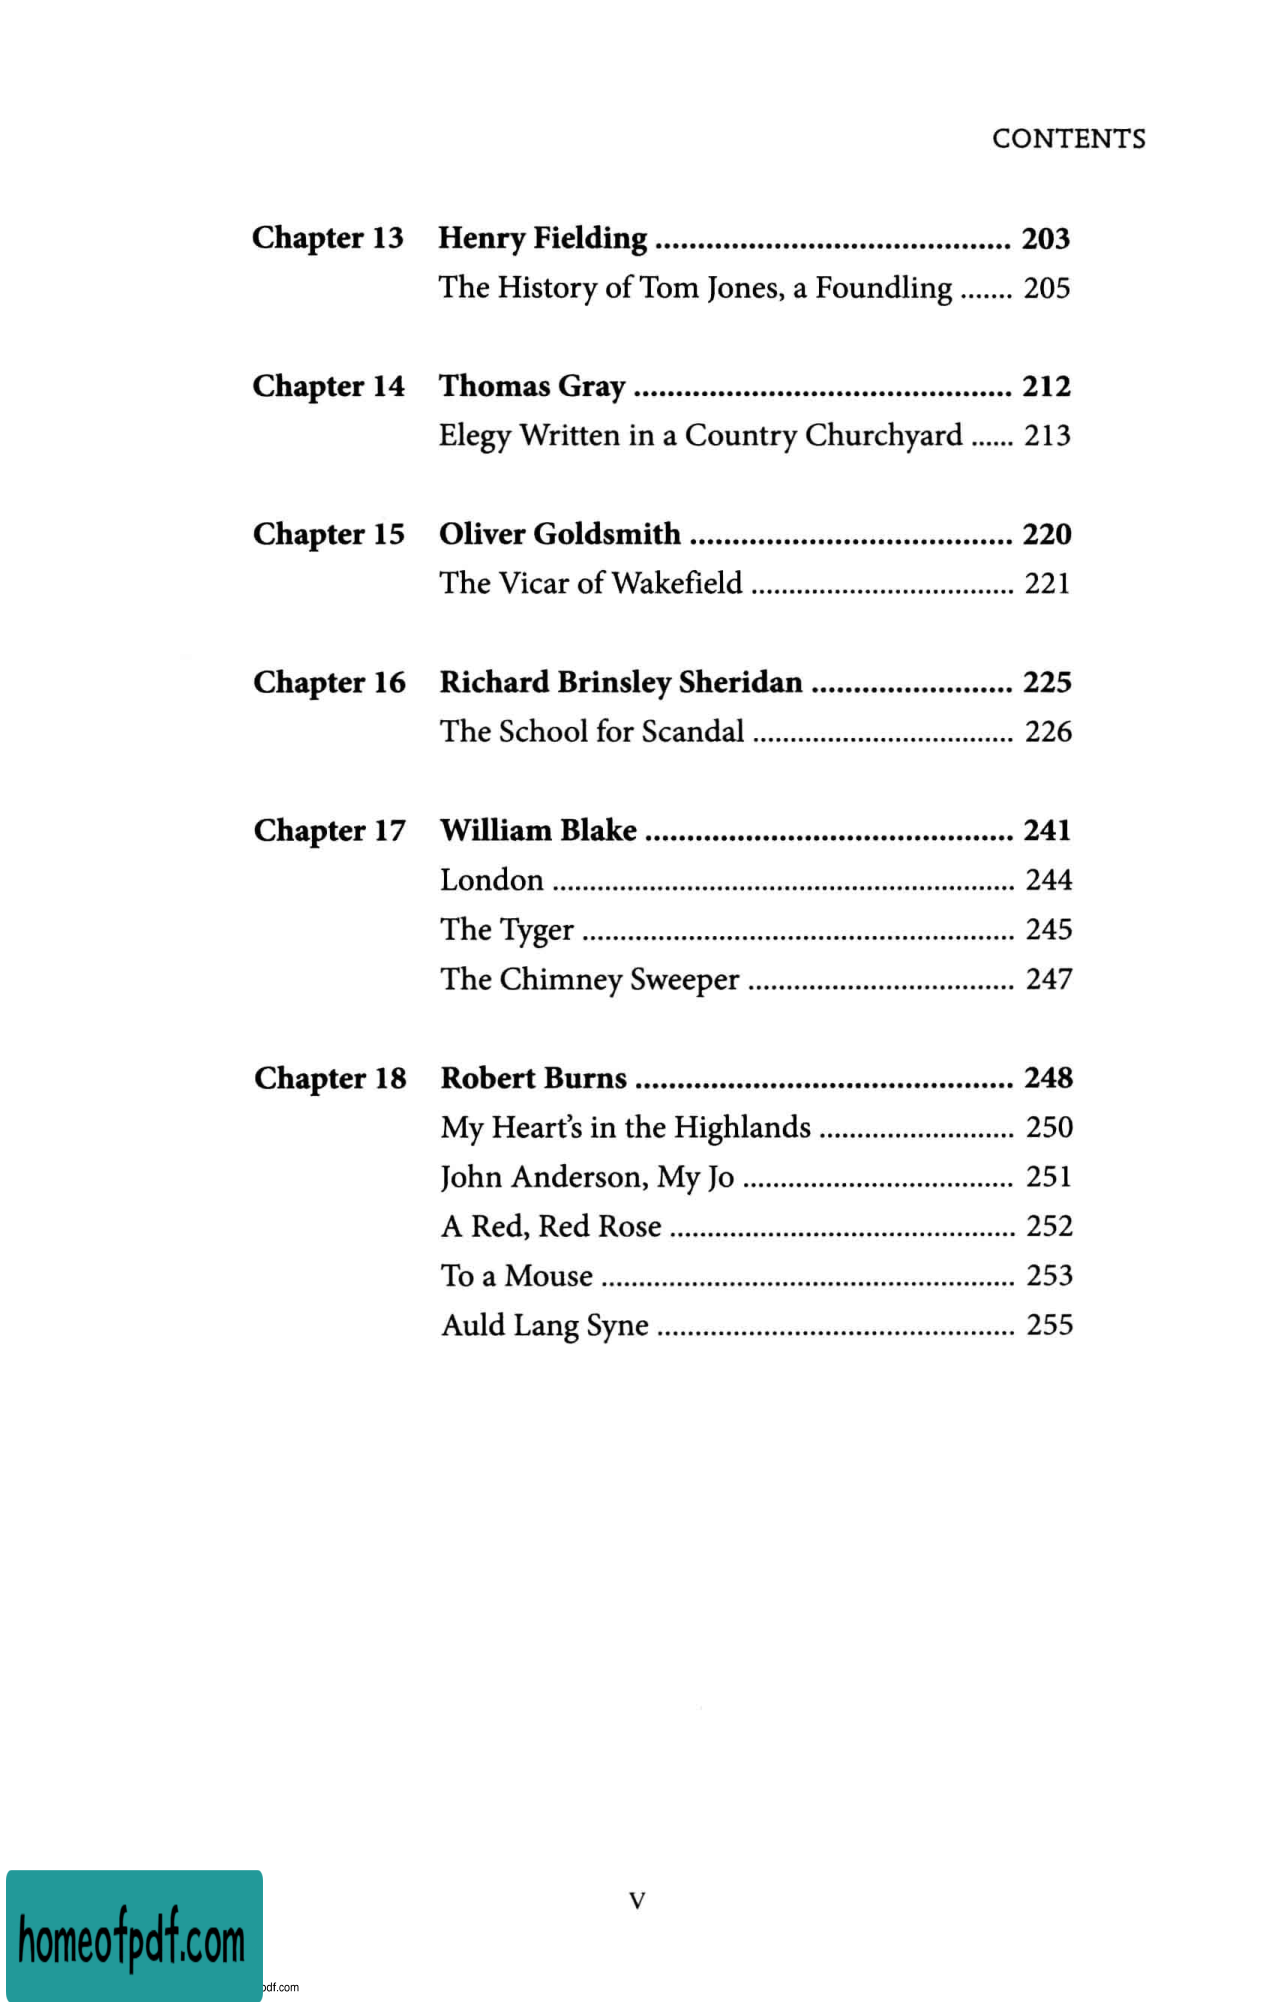 CONTENTS
Chapter 13 Henry Fielding .......................................... 203
The History of Tom Jones, a Foundling ....... 205
Chapter 14 Thomas Gray ............................................. 212
Elegy Written in a Country Churchyard ...... 213
Chapter 15 Oliver Goldsmith ...................................... 220
The Vicar of Wakefield ................................... 221
Chapter 16 Richard Brinsley Sheridan ........................ 225
The School for Scandal ................................... 226
Chapter 17 William Blake ............................................ 241
London .............................................................. 244
The Tyger .......................................................... 245
The Chimney Sweeper .................................... 247
Chapter 18 Robert Burns ............................................. 248
My Heart's in the Highlands .......................... 250
John Anderson, My Jo .................................... 251
A Red, Red Rose .............................................. 252
To a Mouse ....................................................... 253
Auld Lang Syne ................................................ 255
V
homeofpdf.com
df.com